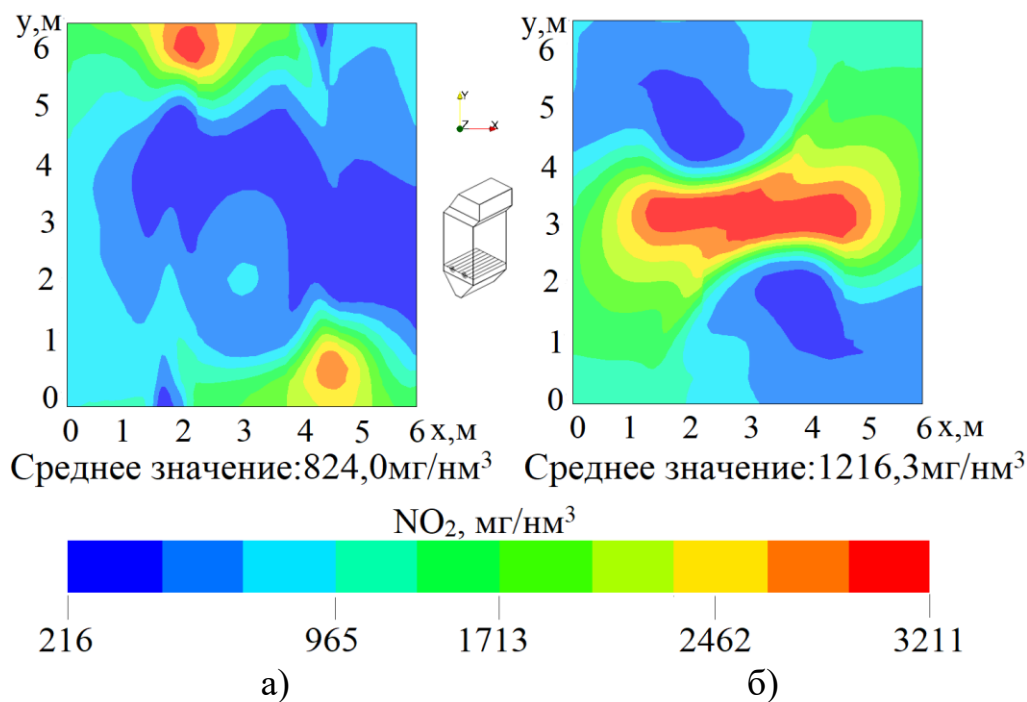 y,м
6
5
4
3
2
1
0
0 1 2 3 4 5 6 x,м
Среднее значение:824,0мг/нм³
Y
Z X
y,м
6
5
4
3
2
1
0
0 1 2 3 4 5 6 x,м
Среднее значение:1216,3мг/нм³
NO₂, мг/нм³
216 965 1713 2462 3211
а) б)